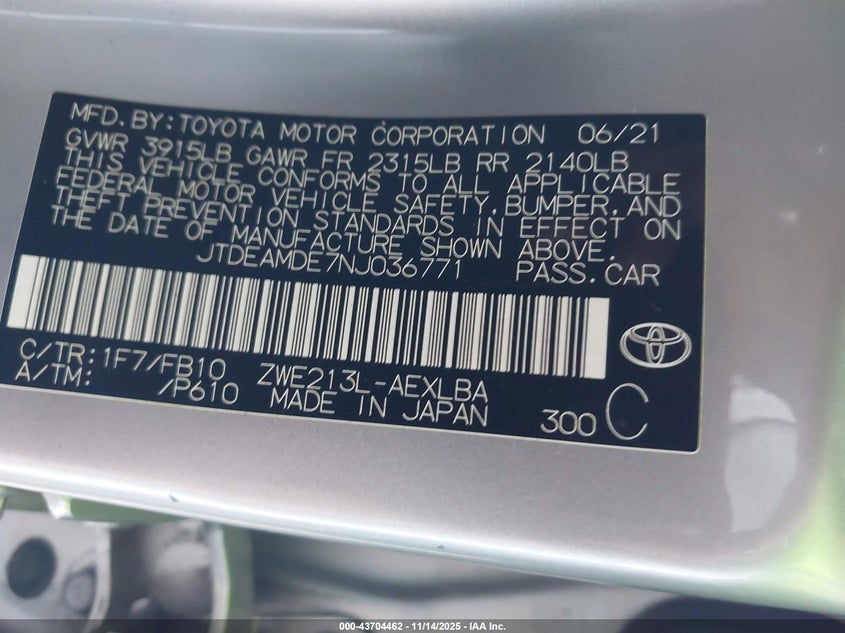 MFD. BY: TOYOTA MOTOR CORPORATION 06/21
GVWR 3915LB GAWR FR 2315LB RR 2140LB
THIS VEHICLE CONFORMS TO ALL APPLICABLE
FEDERAL MOTOR VEHICLE SAFETY, BUMPER, AND
THEFT PREVENTION STANDARDS IN EFFECT ON
THE DATE OF MANUFACTURE SHOWN ABOVE.
JTDEAMDE7NJ036771 PASS. CAR
C/TR: 1F7/FB10 ZWE213L-AEXLBA
A/TM: /P610 MADE IN JAPAN 300 C
000-43704462 - 11/14/2025 - IAA Inc.